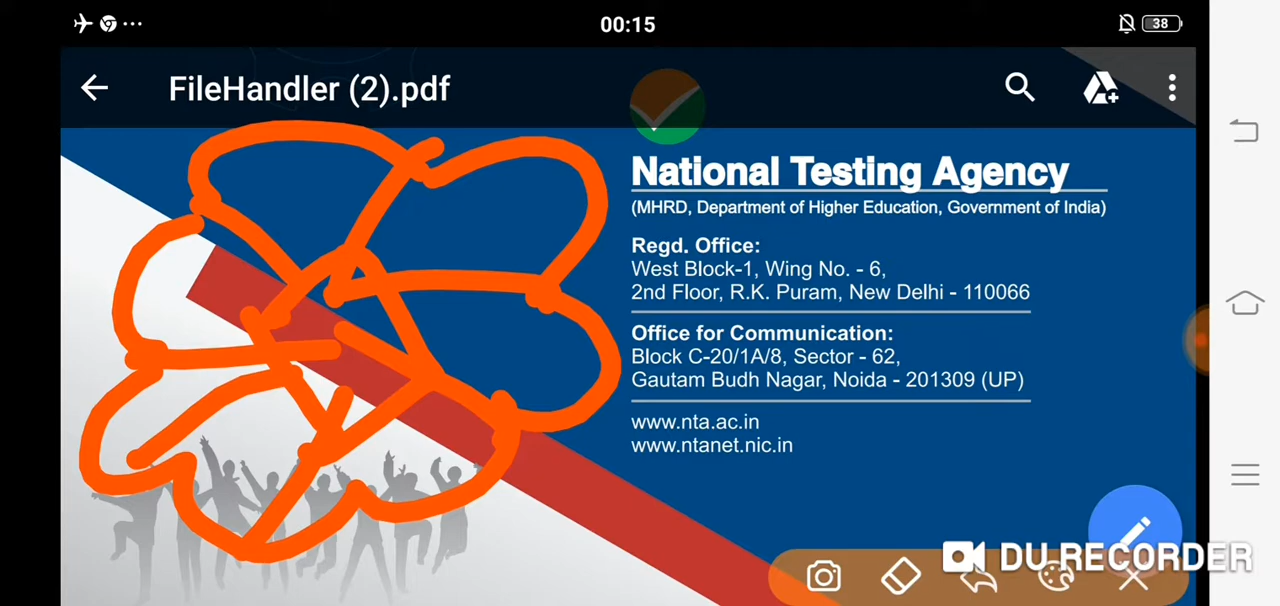 00:15
38
FileHandler (2).pdf
National Testing Agency
(MHRD, Department of Higher Education, Government of India)
Regd. Office:
West Block-1, Wing No. - 6,
2nd Floor, R.K. Puram, New Delhi - 110066
Office for Communication:
Block C-20/1A/8, Sector - 62,
Gautam Budh Nagar, Noida - 201309 (UP)
www.nta.ac.in
www.ntanet.nic.in
DU RECORDER